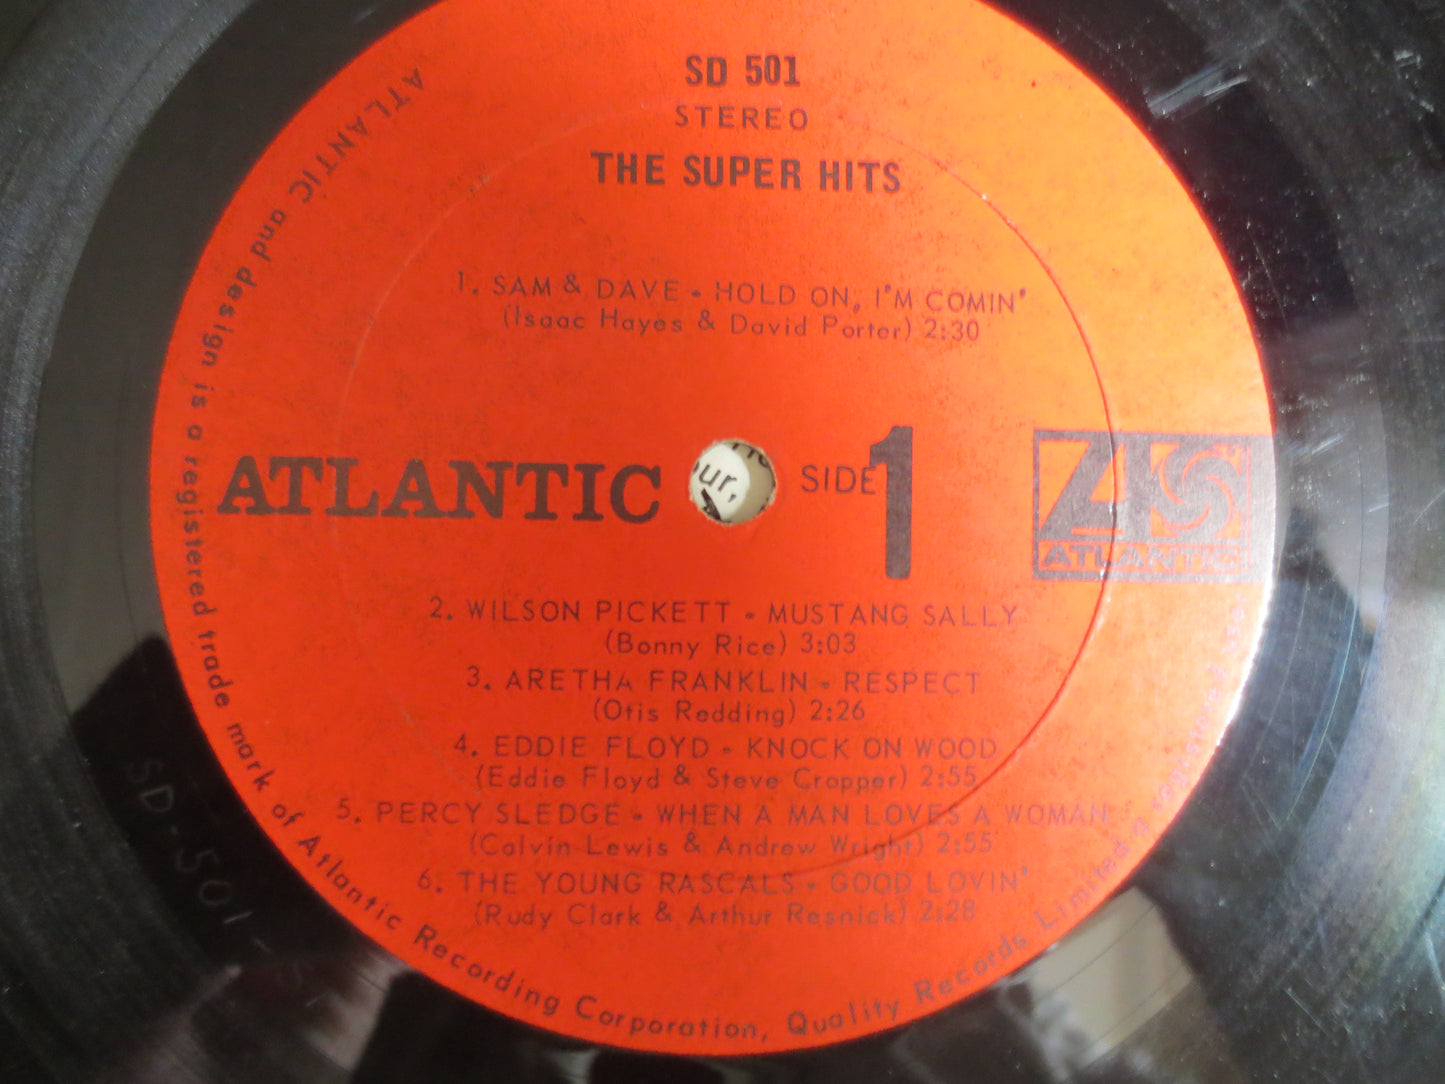 SD 501
STEREO
THE SUPER HITS
1. SAM & DAVE - HOLD ON, I'M COMIN'
(Isaac Hayes & David Porter) 2:30
ATLANTIC
SIDE 1
ATLANTIC
ur,
2. WILSON PICKETT - MUSTANG SALLY
(Bonny Rice) 3:03
3. ARETHA FRANKLIN - RESPECT
(Otis Redding) 2:26
4. EDDIE FLOYD - KNOCK ON WOOD
(Eddie Floyd & Steve Cropper) 2:55
5. PERCY SLEDGE - WHEN A MAN LOVES A WOMAN
(Calvin Lewis & Andrew Wright) 2:55
6. THE YOUNG RASCALS - GOOD LOVIN'
(Rudy Clark & Arthur Resnick) 2:28
ATLANTIC and design is a registered trade mark of Atlantic Recording Corporation, Quality Records Limited
SD-501-